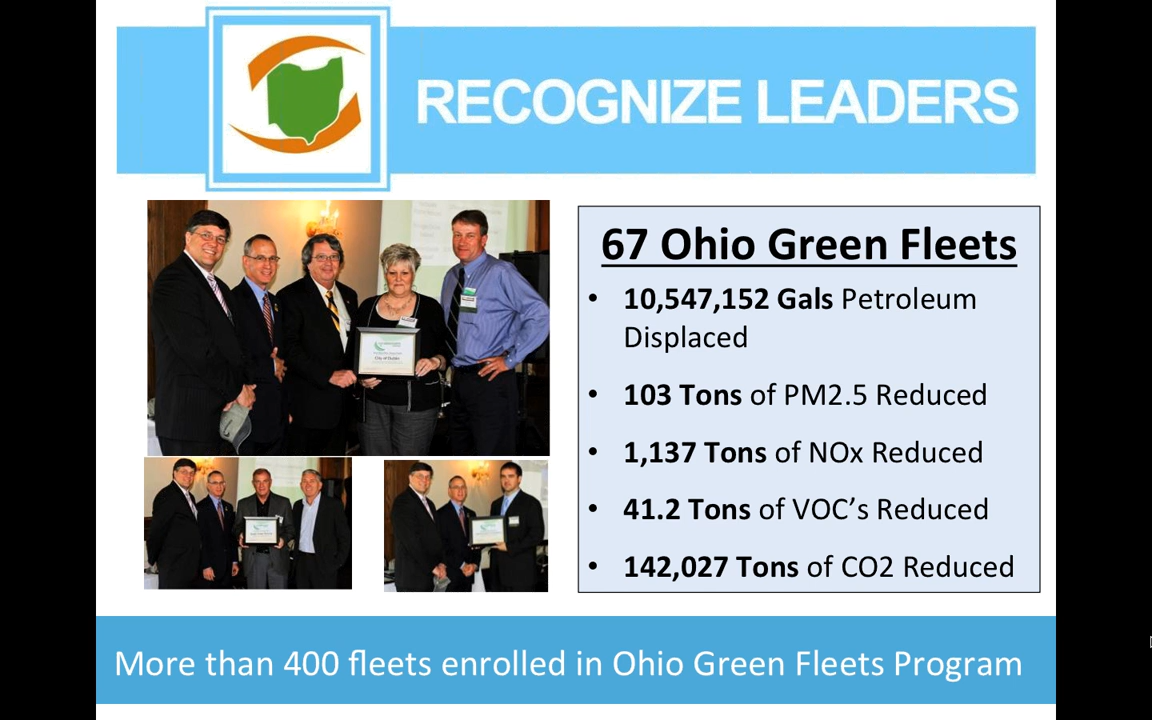 RECOGNIZE LEADERS
67 Ohio Green Fleets
• 10,547,152 Gals Petroleum
Displaced
• 103 Tons of PM2.5 Reduced
• 1,137 Tons of NOx Reduced
• 41.2 Tons of VOC’s Reduced
• 142,027 Tons of CO2 Reduced
More than 400 fleets enrolled in Ohio Green Fleets Program